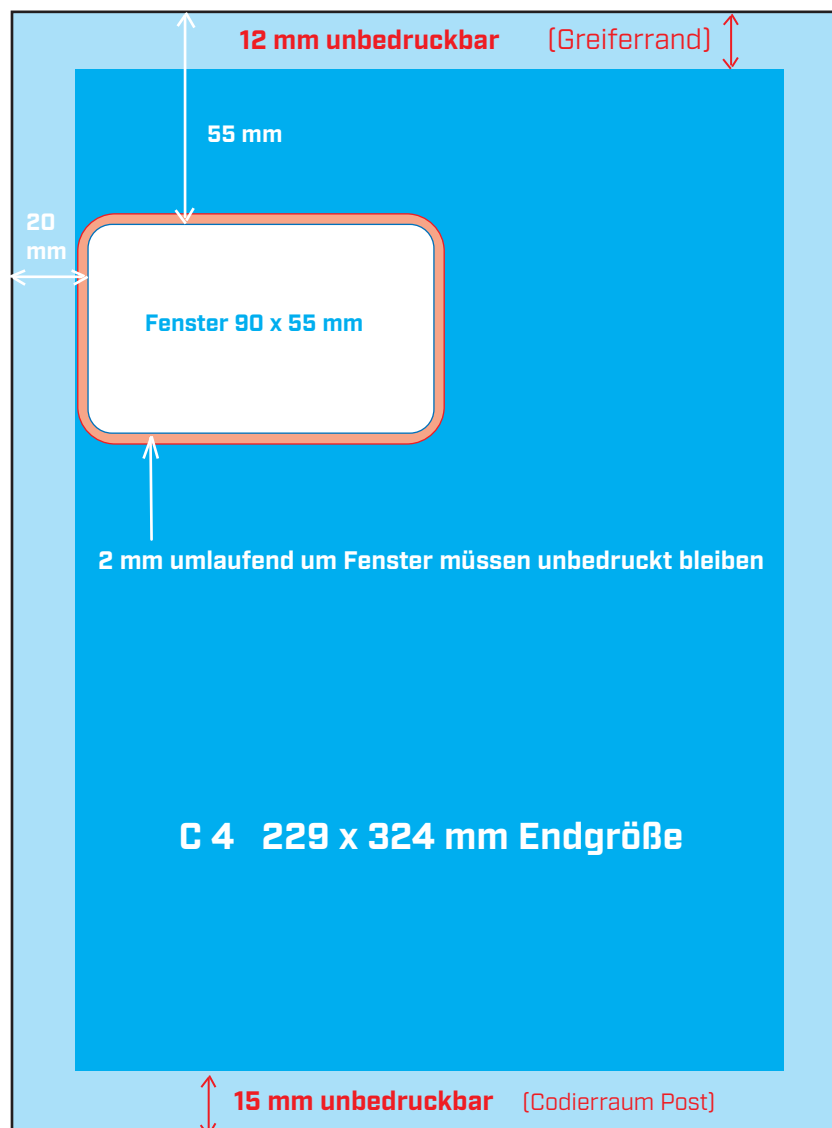 12 mm unbedruckbar (Greiferrand)
55 mm
20
mm
Fenster 90 x 55 mm
2 mm umlaufend um Fenster müssen unbedruckt bleiben
C 4 229 x 324 mm Endgröße
15 mm unbedruckbar (Codierraum Post)